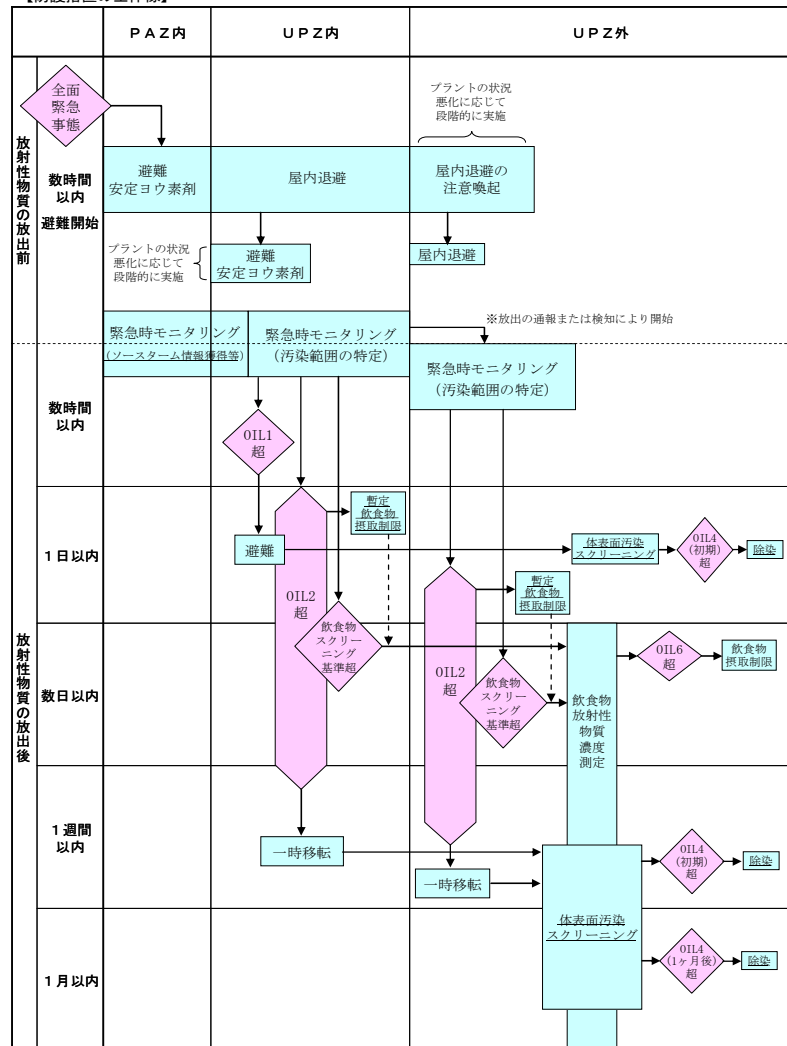 【防護措置の全体像】
PAZ内
UPZ内
UPZ外
放射性物質の放出前
全面
緊急
事態
プラントの状況
悪化に応じて
段階的に実施
数時間
以内
避難開始
避難
安定ヨウ素剤
屋内退避
屋内退避の
注意喚起
プラントの状況
悪化に応じて
段階的に実施
避難
安定ヨウ素剤
屋内退避
緊急時モニタリング
(ソースターム情報獲得等)
緊急時モニタリング
(汚染範囲の特定)
※放出の通報または検知により開始
緊急時モニタリング
(汚染範囲の特定)
放射性物質の放出後
数時間
以内
OIL1
超
1日以内
避難
OIL2
超
暫定
飲食物
摂取制限
体表面汚染
スクリーニング
OIL4
(初期)
超
除染
暫定
飲食物
摂取制限
数日以内
飲食物
スクリー
ニング
基準超
OIL2
超
飲食物
スクリー
ニング
基準超
飲食物
放射性
物質
濃度
測定
OIL6
超
飲食物
摂取制限
1週間
以内
一時移転
一時移転
OIL4
(初期)
超
除染
体表面汚染
スクリーニング
1月以内
OIL4
(1ヶ月後)
超
除染